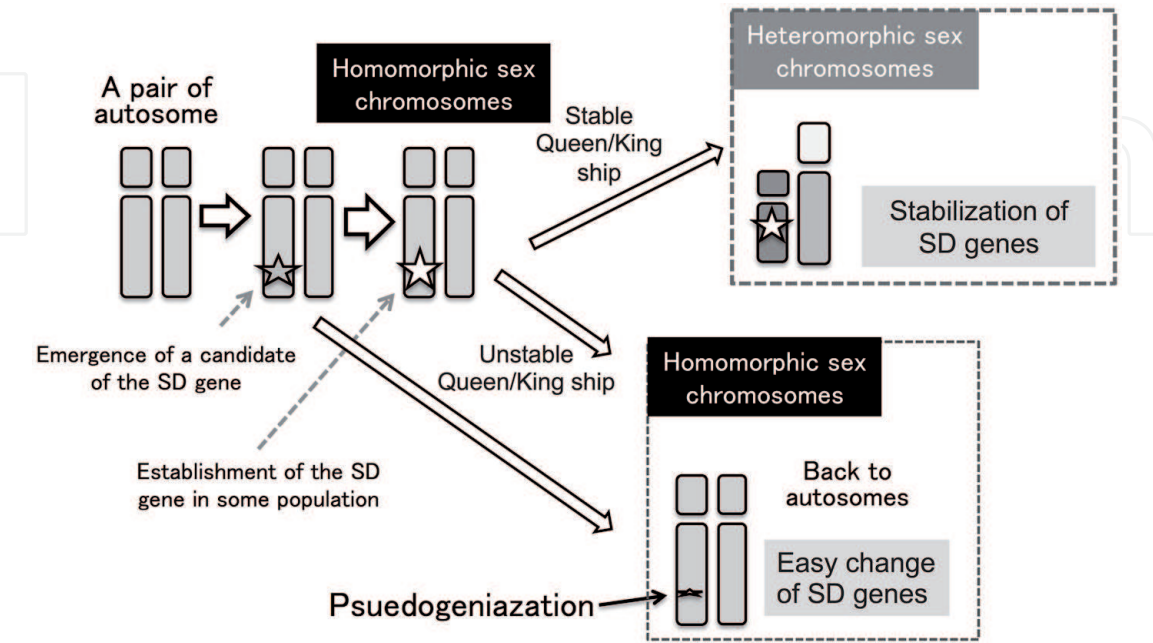 A pair of
autosome
Homomorphic sex
chromosomes
Stable
Queen/King
ship
Heteromorphic sex
chromosomes
Stabilization of
SD genes
Emergence of a candidate
of the SD gene
Establishment of the SD
gene in some population
Unstable
Queen/King ship
Homomorphic sex
chromosomes
Back to
autosomes
Easy change
of SD genes
Psuedogeniazation